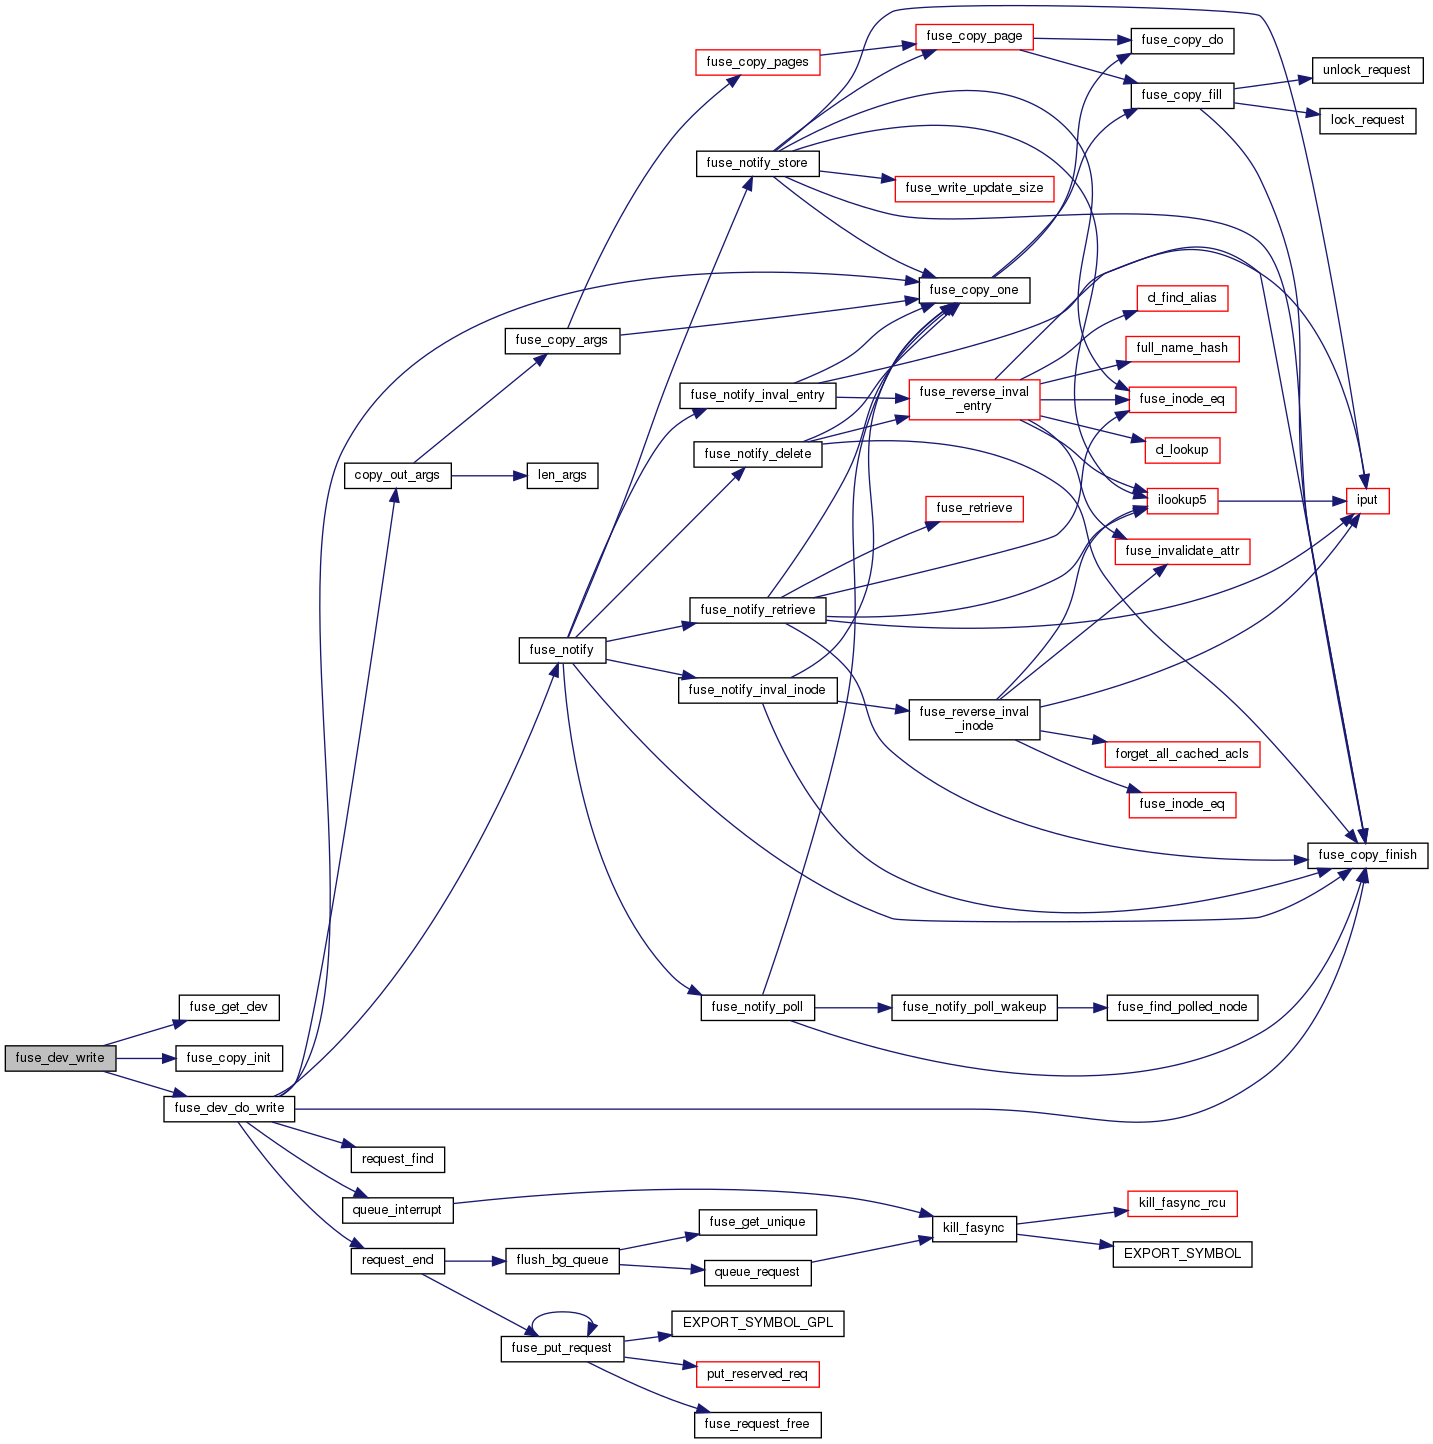 fuse_copy_page
fuse_copy_do
fuse_copy_pages
unlock_request
fuse_copy_fill
lock_request
fuse_notify_store
fuse_write_update_size
fuse_copy_one
d_find_alias
fuse_copy_args
full_name_hash
fuse_notify_inval_entry
fuse_reverse_inval
_entry
fuse_inode_eq
fuse_notify_delete
d_lookup
copy_out_args
len_args
ilookup5
iput
fuse_retrieve
fuse_invalidate_attr
fuse_notify_retrieve
fuse_notify
fuse_notify_inval_inode
fuse_reverse_inval
_inode
forget_all_cached_acls
fuse_inode_eq
fuse_copy_finish
fuse_get_dev
fuse_notify_poll
fuse_notify_poll_wakeup
fuse_find_polled_node
fuse_dev_write
fuse_copy_init
fuse_dev_do_write
request_find
queue_interrupt
kill_fasync_rcu
fuse_get_unique
kill_fasync
EXPORT_SYMBOL
request_end
flush_bg_queue
queue_request
EXPORT_SYMBOL_GPL
fuse_put_request
put_reserved_req
fuse_request_free